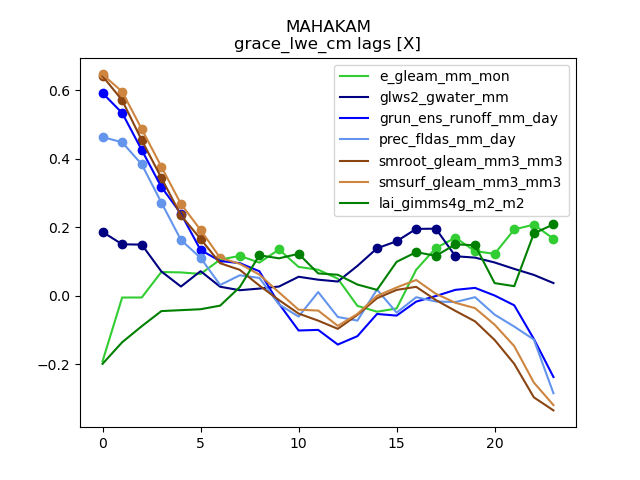 MAHAKAM
grace_lwe_cm lags [X]
e_gleam_mm_mon
glws2_gwater_mm
grun_ens_runoff_mm_day
prec_fldas_mm_day
smroot_gleam_mm3_mm3
smsurf_gleam_mm3_mm3
lai_gimms4g_m2_m2
0.6
0.4
0.2
0.0
−0.2
0 5 10 15 20